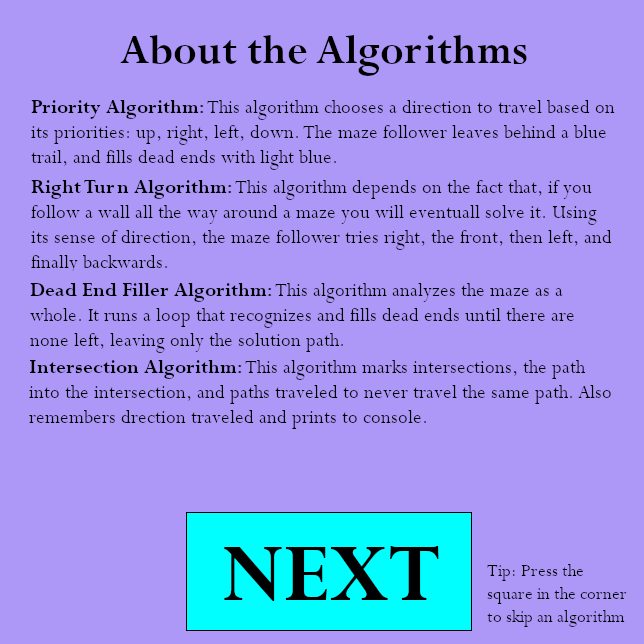 About the Algorithms
Priority Algorithm: This algorithm chooses a direction to travel based on
its priorities: up, right, left, down. The maze follower leaves behind a blue
trail, and fills dead ends with light blue.
Right Turn Algorithm: This algorithm depends on the fact that, if you
follow a wall all the way around a maze you will eventuall solve it. Using
its sense of direction, the maze follower tries right, the front, then left, and
finally backwards.
Dead End Filler Algorithm: This algorithm analyzes the maze as a
whole. It runs a loop that recognizes and fills dead ends until there are
none left, leaving only the solution path.
Intersection Algorithm: This algorithm marks intersections, the path
into the intersection, and paths traveled to never travel the same path. Also
remembers drection traveled and prints to console.
NEXT
Tip: Press the
square in the corner
to skip an algorithm